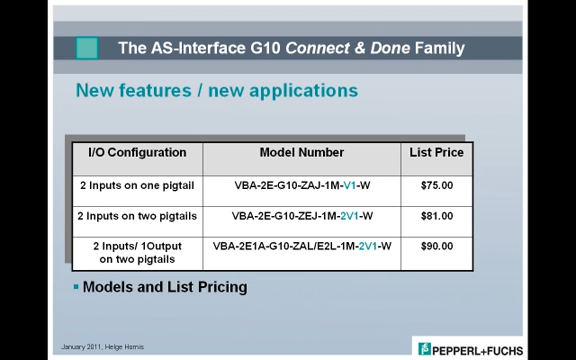 The AS-Interface G10 Connect & Done Family
New features / new applications
I/O Configuration Model Number List Price
2 Inputs on one pigtail VBA-2E-G10-ZAJ-1M-V1-W $75.00
2 Inputs on two pigtails VBA-2E-G10-ZEJ-1M-2V1-W $81.00
2 Inputs/ 1Output VBA-2E1A-G10-ZAL/E2L-1M-2V1-W $90.00
on two pigtails
Models and List Pricing
January 2011, Helge Hornis
PEPPERL+FUCHS